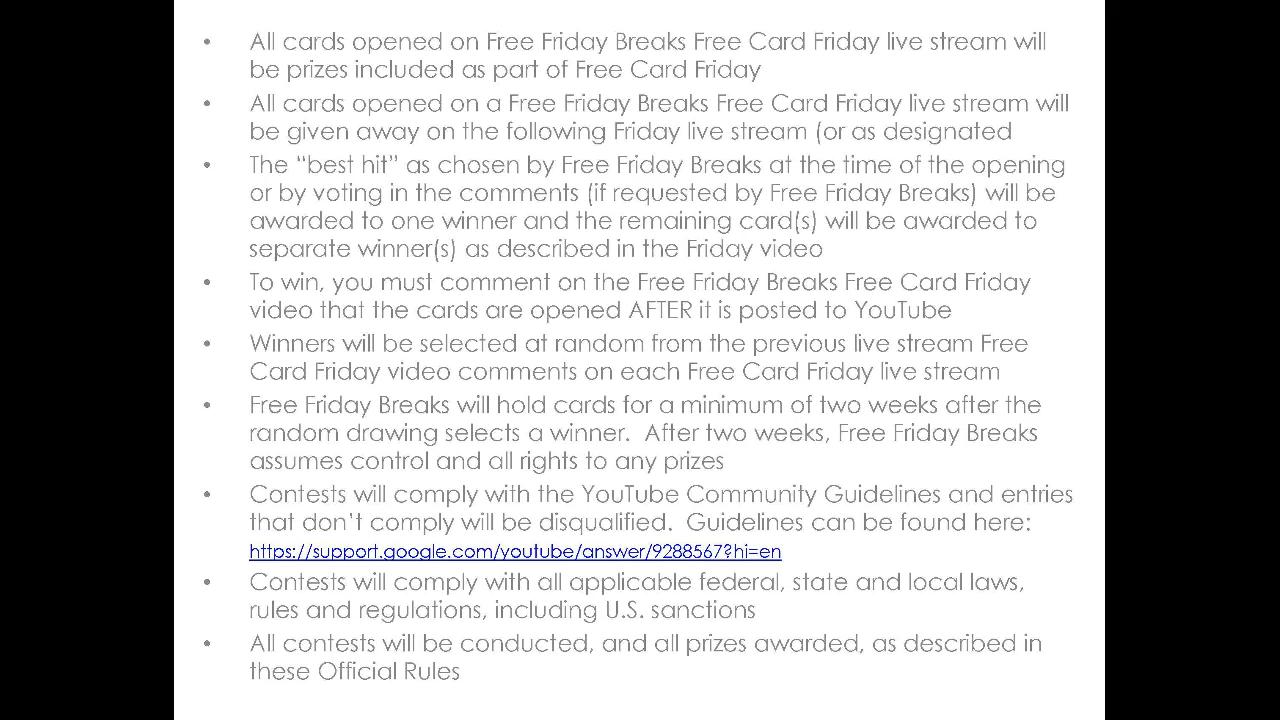 • All cards opened on Free Friday Breaks Free Card Friday live stream will
be prizes included as part of Free Card Friday
• All cards opened on a Free Friday Breaks Free Card Friday live stream will
be given away on the following Friday live stream (or as designated
• The “best hit” as chosen by Free Friday Breaks at the time of the opening
or by voting in the comments (if requested by Free Friday Breaks) will be
awarded to one winner and the remaining card(s) will be awarded to
separate winner(s) as described in the Friday video
• To win, you must comment on the Free Friday Breaks Free Card Friday
video that the cards are opened AFTER it is posted to YouTube
• Winners will be selected at random from the previous live stream Free
Card Friday video comments on each Free Card Friday live stream
• Free Friday Breaks will hold cards for a minimum of two weeks after the
random drawing selects a winner.  After two weeks, Free Friday Breaks
assumes control and all rights to any prizes
• Contests will comply with the YouTube Community Guidelines and entries
that don’t comply will be disqualified.  Guidelines can be found here:
https://support.google.com/youtube/answer/9288567?hl=en
• Contests will comply with all applicable federal, state and local laws,
rules and regulations, including U.S. sanctions
• All contests will be conducted, and all prizes awarded, as described in
these Official Rules